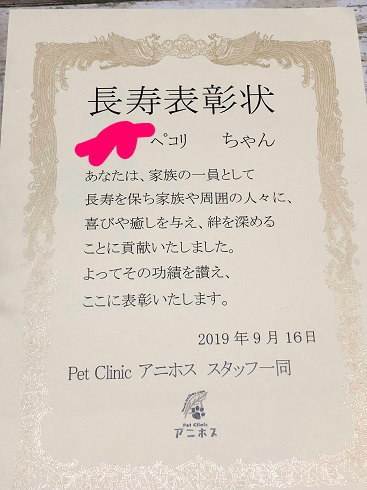 長寿表彰状
ペコリ ちゃん
あなたは、家族の一員として
長寿を保ち家族や周囲の人々に、
喜びや癒しを与え、絆を深める
ことに貢献いたしました。
よってその功績を讃え、
ここに表彰いたします。
2019年9月16日
Pet Clinic アニホス スタッフ一同
Pet Clinic
アニホス